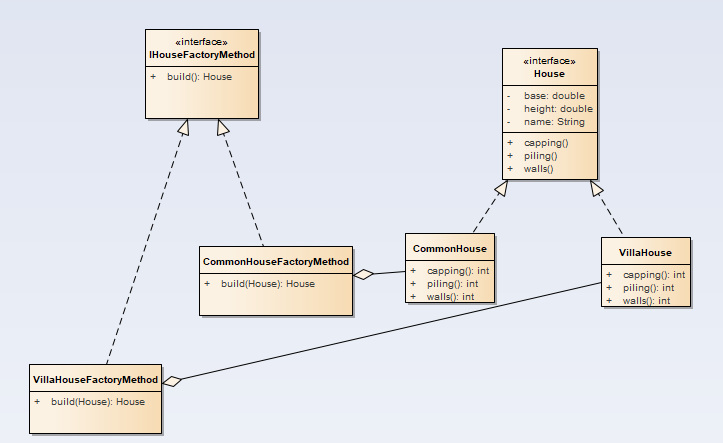 «interface»
IHouseFactoryMethod
+ build(): House
«interface»
House
- base: double
- height: double
- name: String
+ capping()
+ piling()
+ walls()
CommonHouseFactoryMethod
+ build(House): House
CommonHouse
+ capping(): int
+ piling(): int
+ walls(): int
VillaHouse
+ capping(): int
+ piling(): int
+ walls(): int
VillaHouseFactoryMethod
+ build(House): House